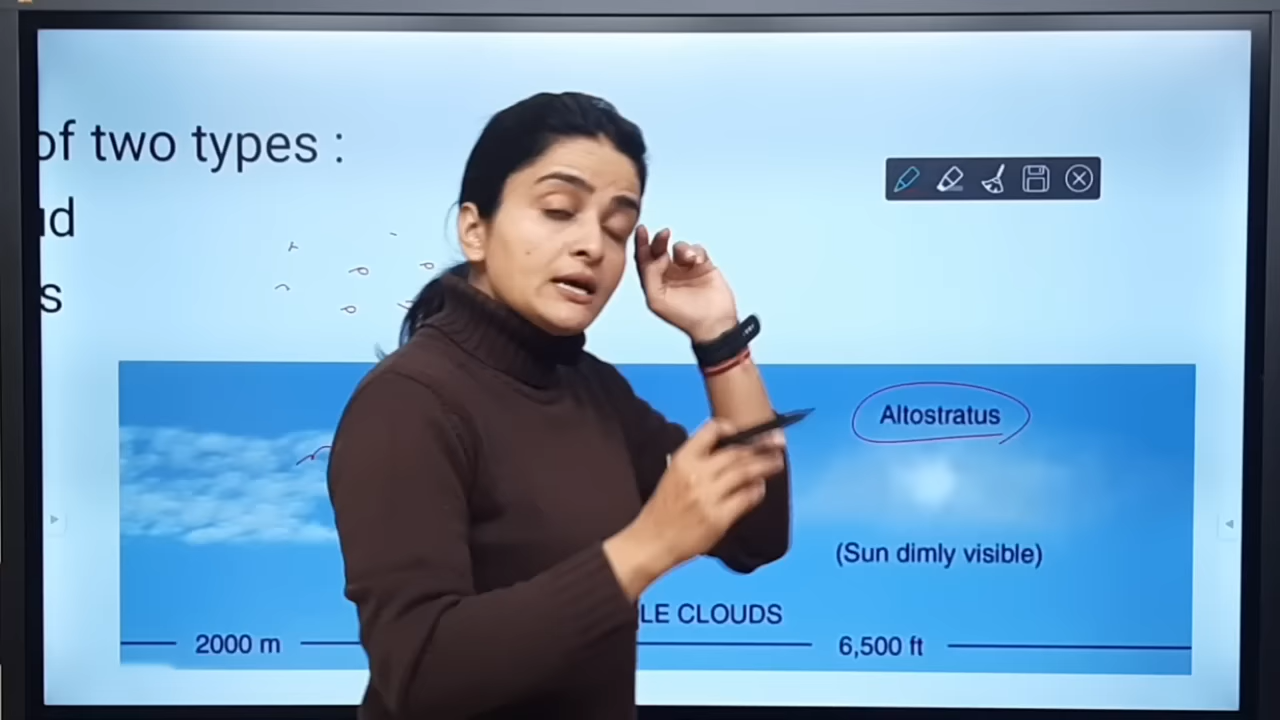 of two types :
Altostratus
(Sun dimly visible)
LE CLOUDS
2000 m
6,500 ft